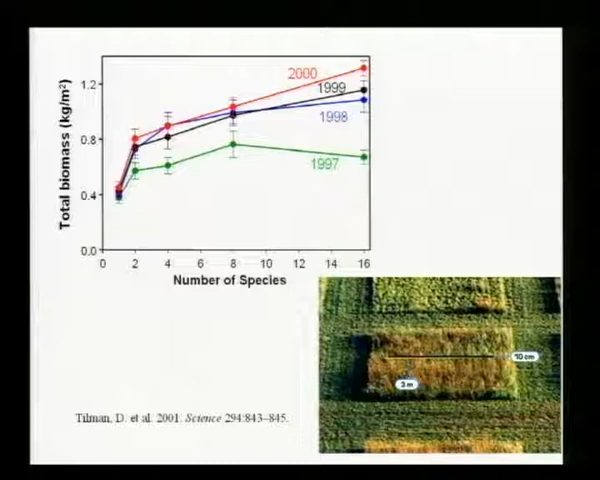 Total biomass (kg/m²)
1.2
0.8
0.4
0.0
2000
1999
1998
1997
0 2 4 6 8 10 12 14 16
Number of Species
10 cm
3 m
Tilman, D. et al. 2001. Science 294:843–845.